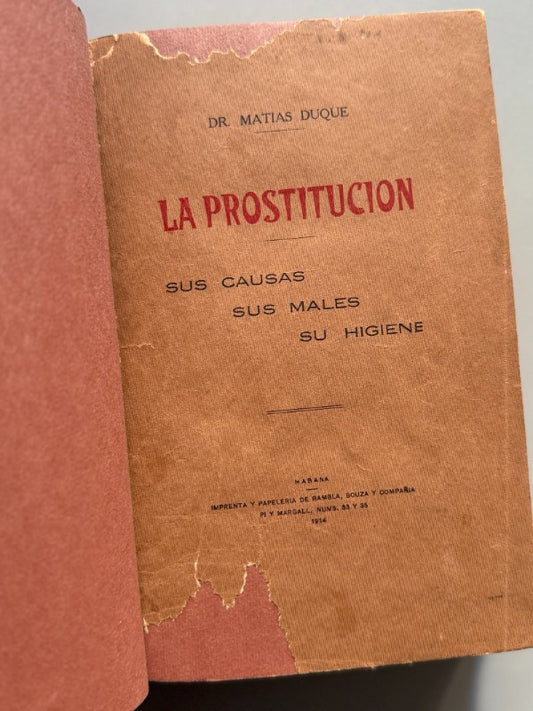 DR. MATIAS DUQUE
LA PROSTITUCION
SUS CAUSAS
SUS MALES
SU HIGIENE
HABANA
IMPRENTA Y PAPELERIA DE RAMBLA, BOUZA Y COMPAÑIA
PI Y MARGALL, NUMS. 33 Y 35
1914